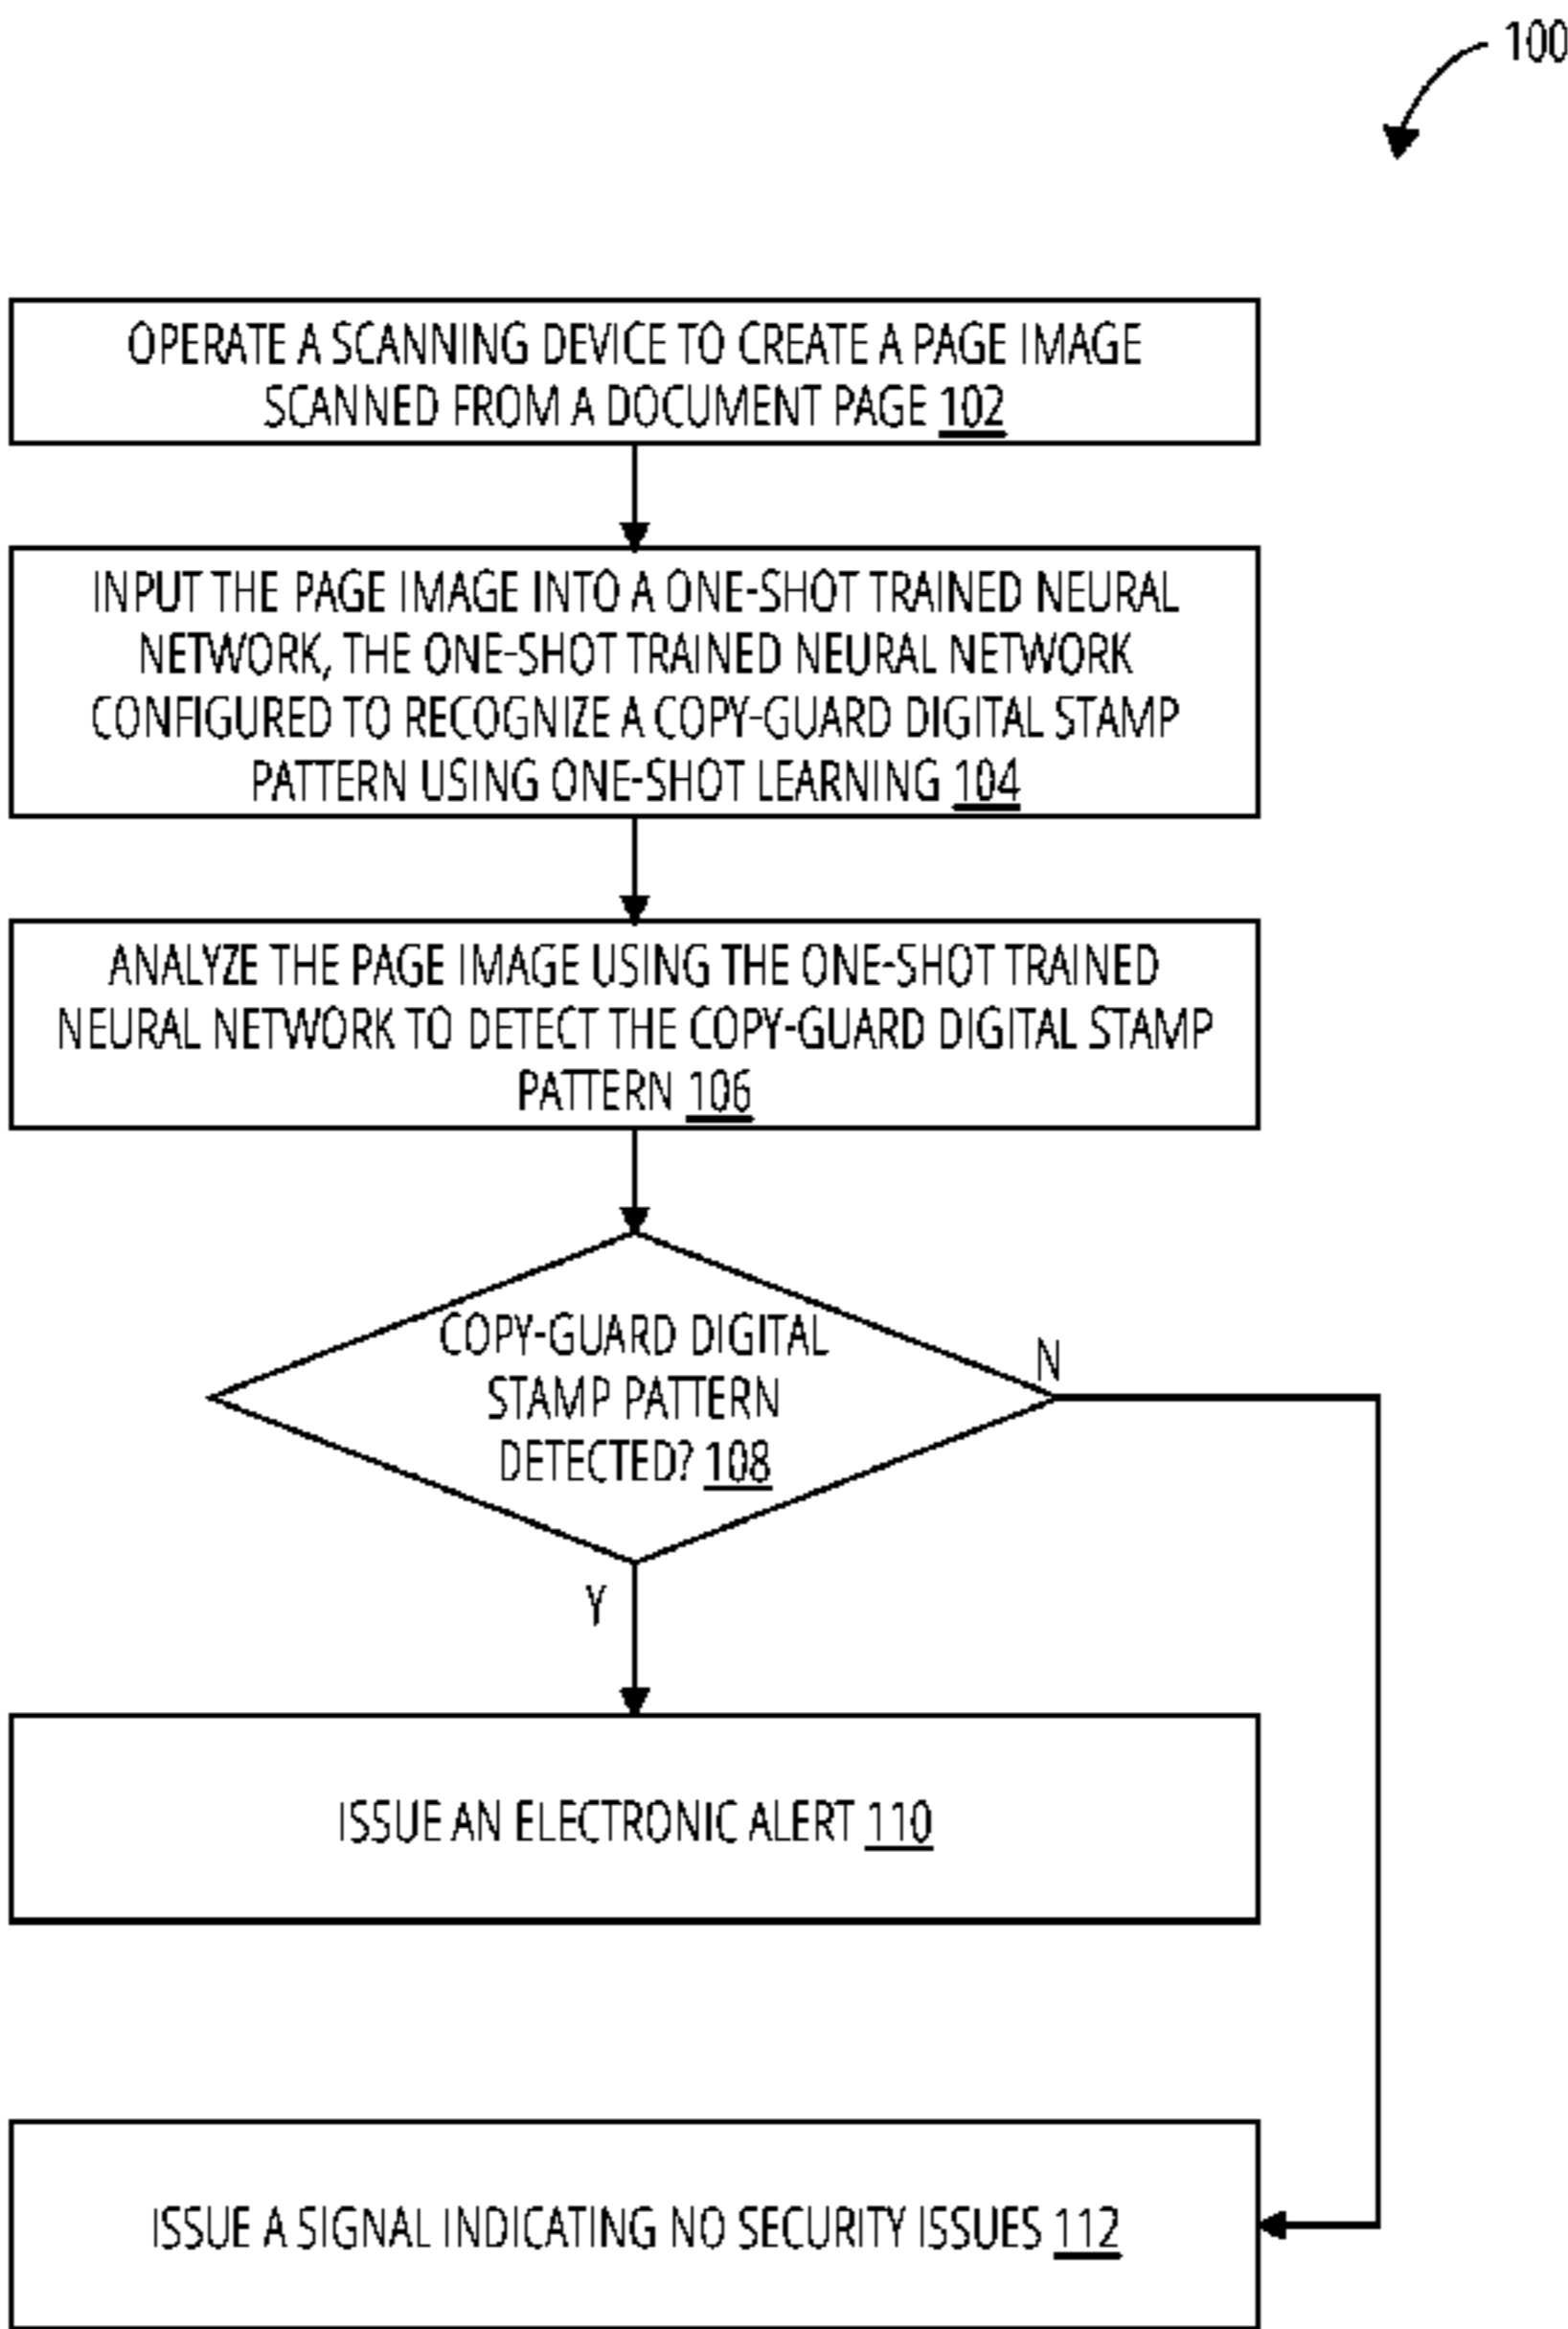 100
OPERATE A SCANNING DEVICE TO CREATE A PAGE IMAGE
SCANNED FROM A DOCUMENT PAGE 102
INPUT THE PAGE IMAGE INTO A ONE-SHOT TRAINED NEURAL
NETWORK, THE ONE-SHOT TRAINED NEURAL NETWORK
CONFIGURED TO RECOGNIZE A COPY-GUARD DIGITAL STAMP
PATTERN USING ONE-SHOT LEARNING 104
ANALYZE THE PAGE IMAGE USING THE ONE-SHOT TRAINED
NEURAL NETWORK TO DETECT THE COPY-GUARD DIGITAL STAMP
PATTERN 106
COPY-GUARD DIGITAL
STAMP PATTERN
DETECTED? 108
N
Y
ISSUE AN ELECTRONIC ALERT 110
ISSUE A SIGNAL INDICATING NO SECURITY ISSUES 112